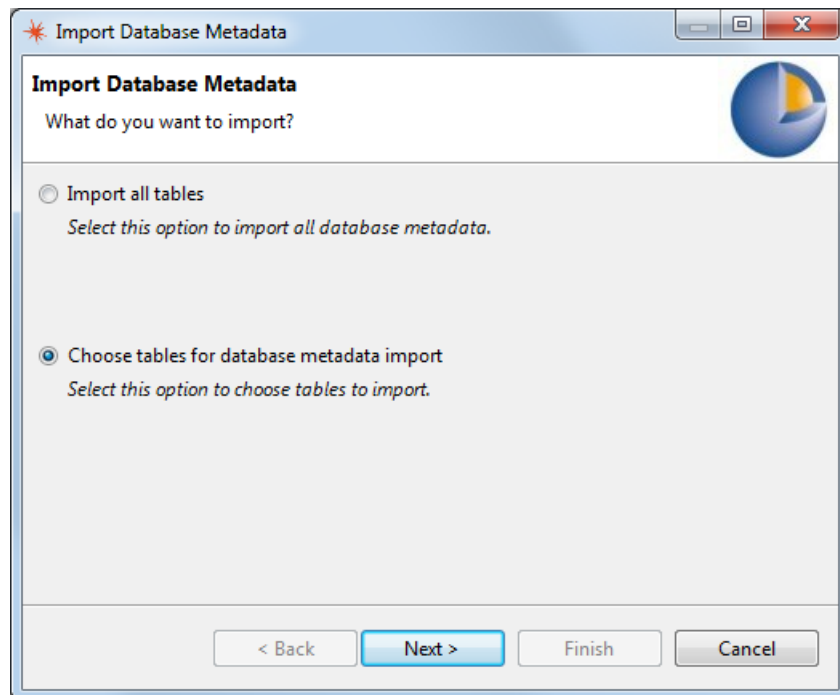 Import Database Metadata
Import Database Metadata
What do you want to import?
Import all tables
Select this option to import all database metadata.
Choose tables for database metadata import
Select this option to choose tables to import.
< Back Next > Finish Cancel